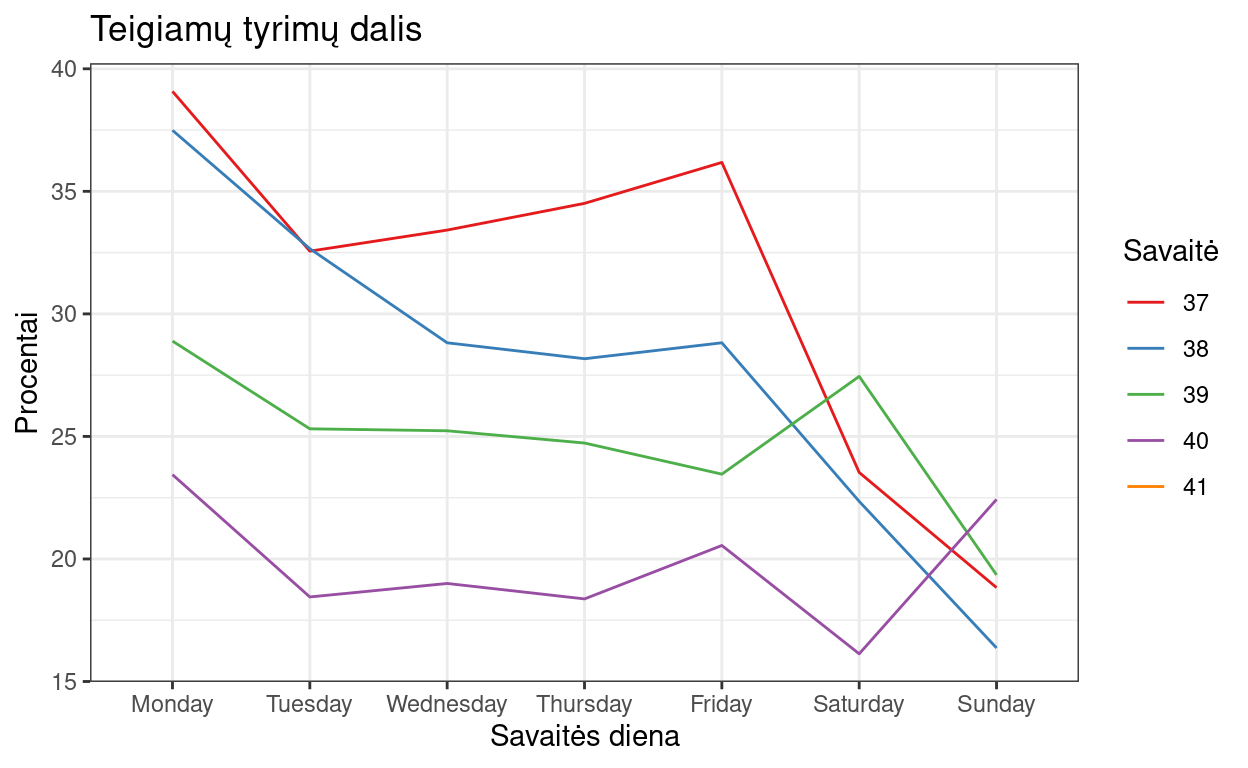 Teigiamų tyrimų dalis
Procentai
40
35
30
25
20
15
Monday Tuesday Wednesday Thursday Friday Saturday Sunday
Savaitės diena
Savaitė
37
38
39
40
41